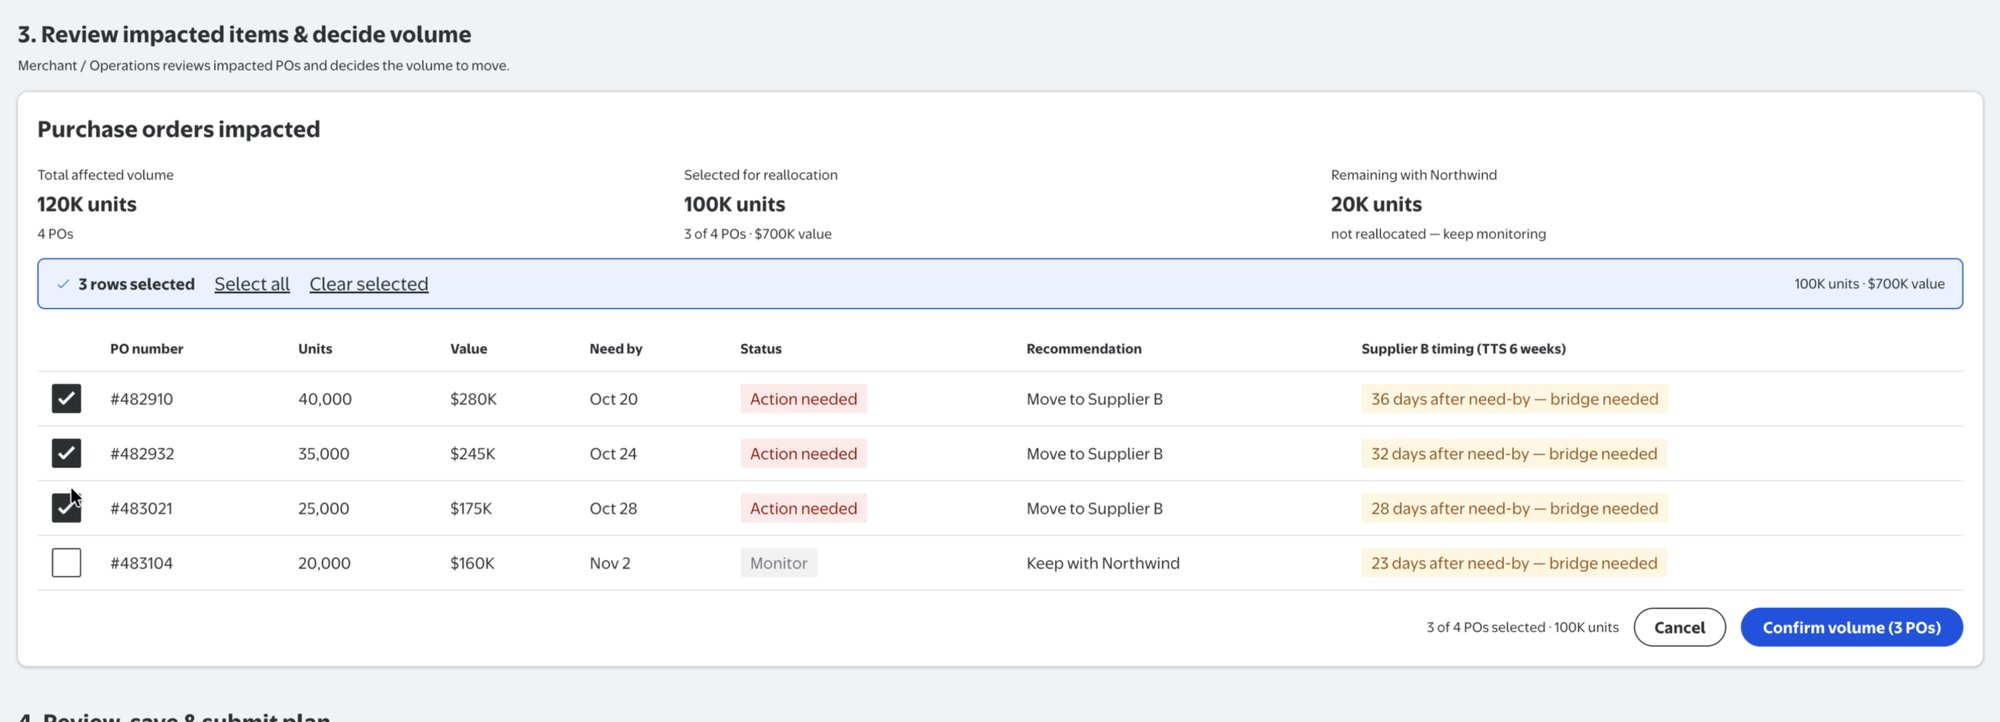 3. Review impacted items & decide volume
Merchant / Operations reviews impacted POs and decides the volume to move.
Purchase orders impacted
Total affected volume
120K units
4 POs
Selected for reallocation
100K units
3 of 4 POs · $700K value
Remaining with Northwind
20K units
not reallocated — keep monitoring
3 rows selected Select all Clear selected 100K units · $700K value
PO number Units Value Need by Status Recommendation Supplier B timing (TTS 6 weeks)
#482910 40,000 $280K Oct 20 Action needed Move to Supplier B 36 days after need-by — bridge needed
#482932 35,000 $245K Oct 24 Action needed Move to Supplier B 32 days after need-by — bridge needed
#483021 25,000 $175K Oct 28 Action needed Move to Supplier B 28 days after need-by — bridge needed
#483104 20,000 $160K Nov 2 Monitor Keep with Northwind 23 days after need-by — bridge needed
3 of 4 POs selected · 100K units Cancel Confirm volume (3 POs)
4. Review, save & submit plan